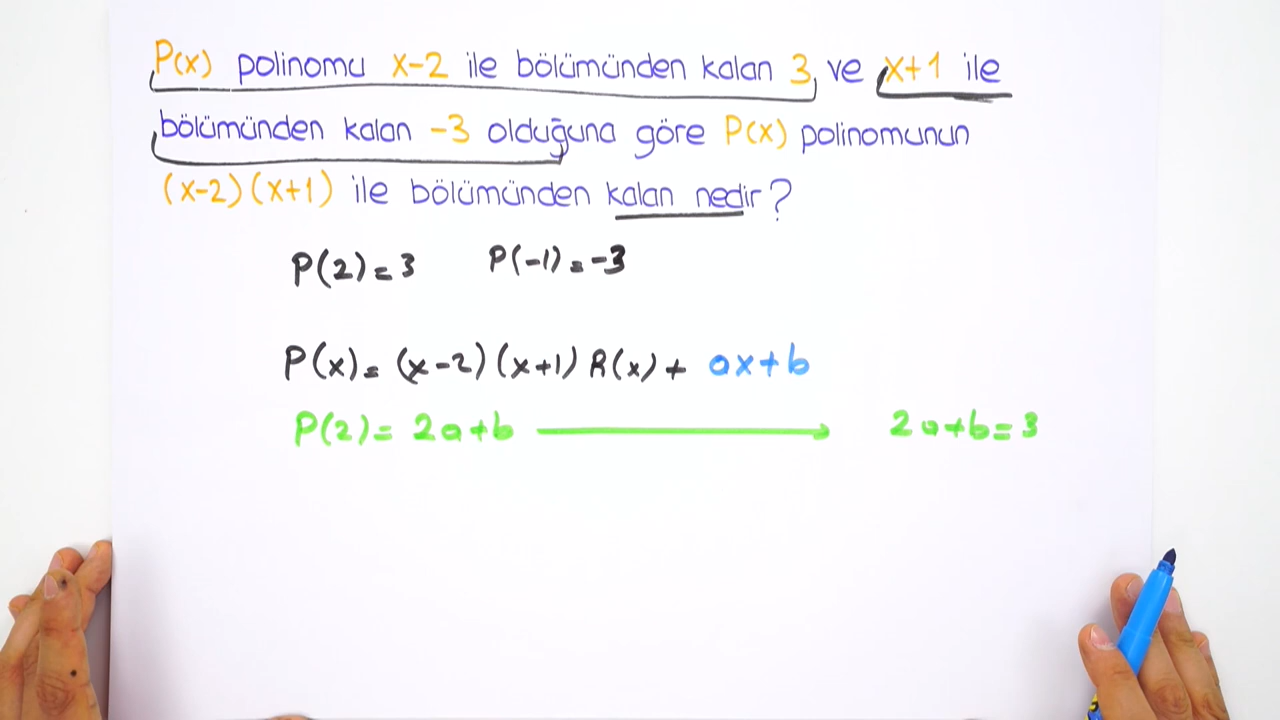 P(x) polinomu x-2 ile bölümünden kalan 3, ve x+1 ile
bölümünden kalan -3 olduğuna göre P(x) polinomunun
(x-2)(x+1) ile bölümünden kalan nedir?
P(2)=3 P(-1)=-3
P(x)=(x-2)(x+1)R(x)+ax+b
P(2)=2a+b → 2a+b=3